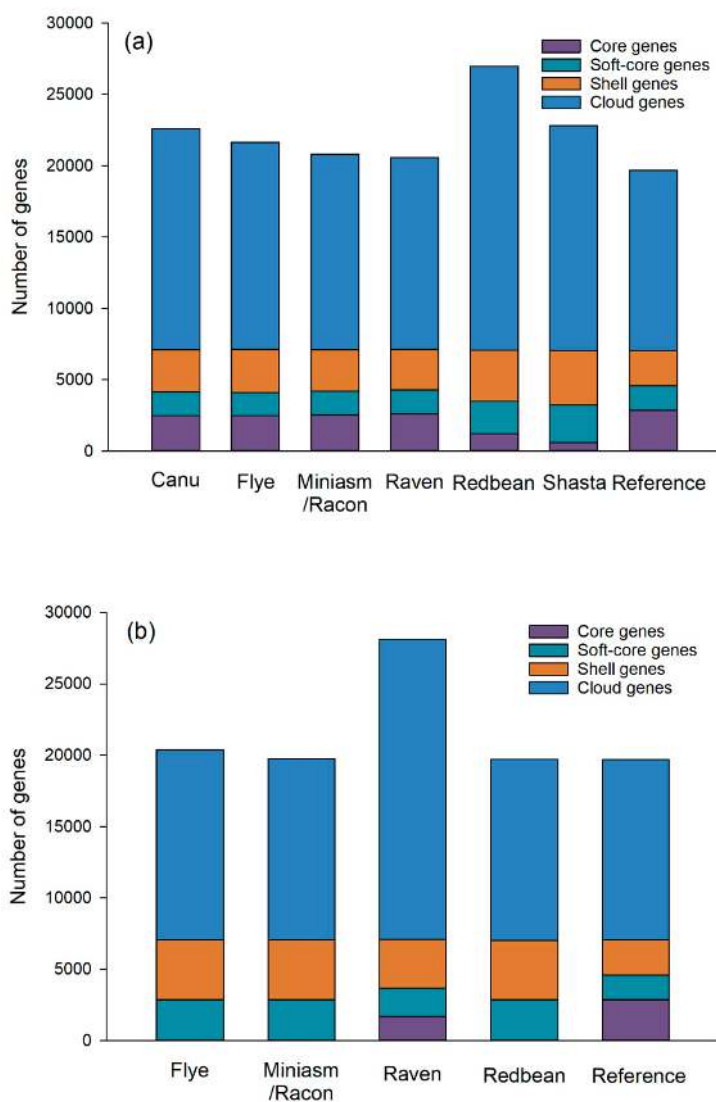 30000
(a)
Core genes
Soft-core genes
Shell genes
Cloud genes
25000
20000
15000
10000
5000
0
Number of genes
Canu
Flye
Miniasm
/Racon
Raven
Redbean
Shasta
Reference
30000
(b)
Core genes
Soft-core genes
Shell genes
Cloud genes
25000
20000
15000
10000
5000
0
Number of genes
Flye
Miniasm
/Racon
Raven
Redbean
Reference